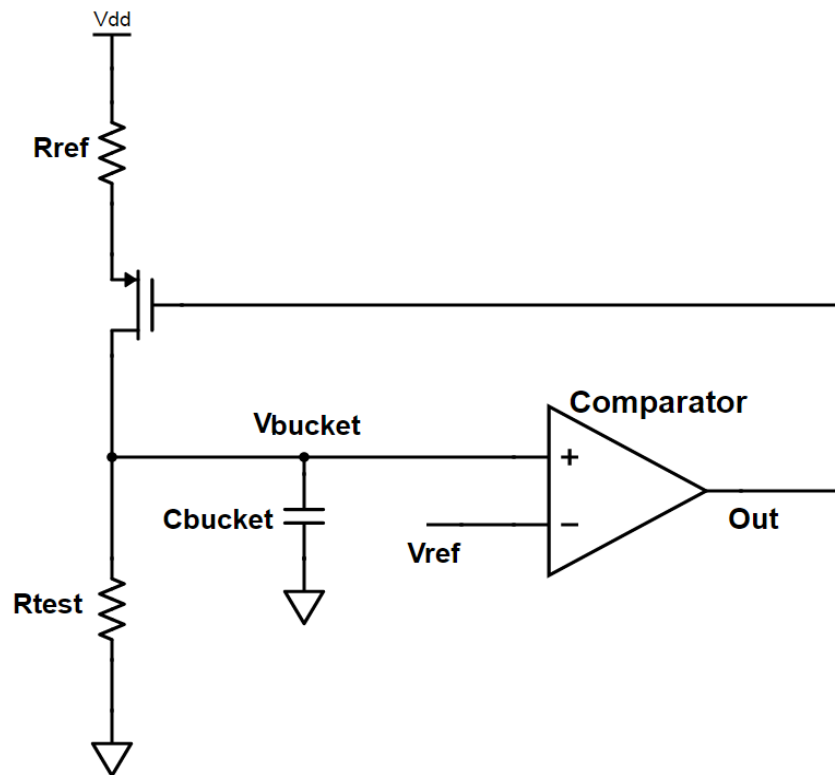 Vdd
Rref
Comparator
Vbucket
+
Cbucket
Out
−
Vref
Rtest